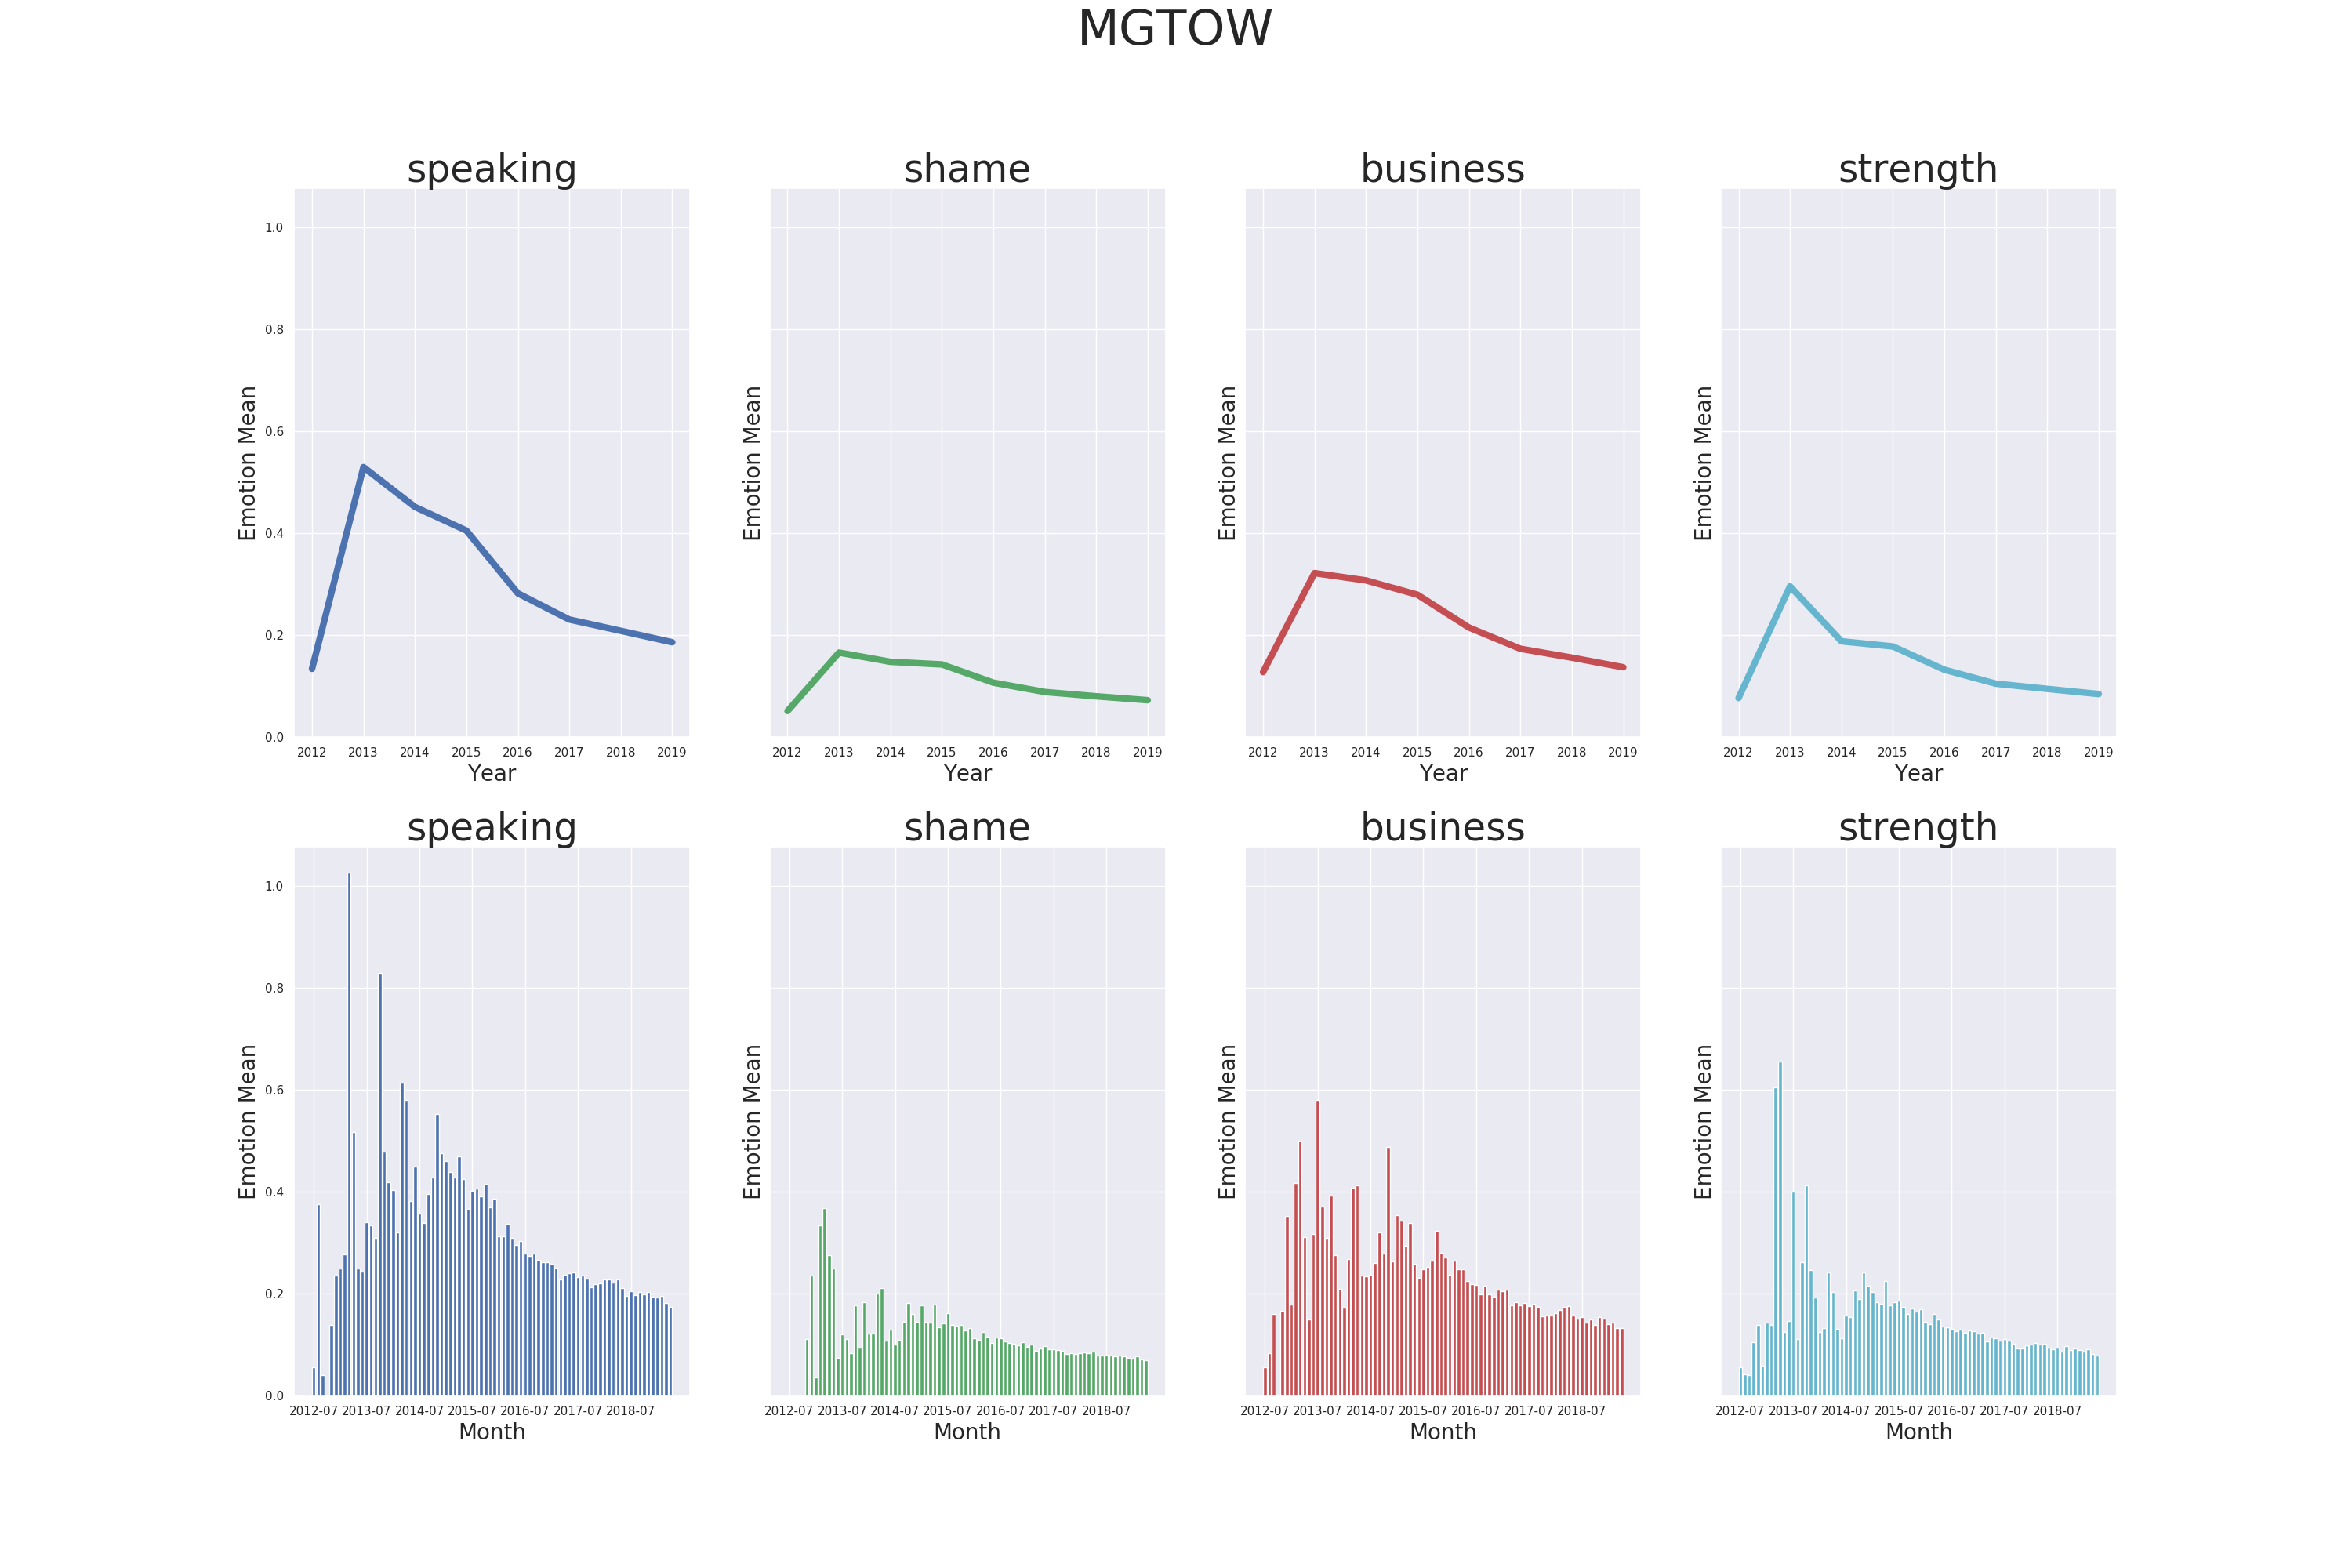 MGTOW
speaking shame business strength
1.0
0.8
0.6
0.4
0.2
0.0
Emotion Mean Emotion Mean Emotion Mean Emotion Mean
2012 2013 2014 2015 2016 2017 2018 2019 2012 2013 2014 2015 2016 2017 2018 2019 2012 2013 2014 2015 2016 2017 2018 2019 2012 2013 2014 2015 2016 2017 2018 2019
Year Year Year Year
speaking shame business strength
1.0
0.8
0.6
0.4
0.2
0.0
Emotion Mean Emotion Mean Emotion Mean Emotion Mean
2012-07 2013-07 2014-07 2015-07 2016-07 2017-07 2018-07 2012-07 2013-07 2014-07 2015-07 2016-07 2017-07 2018-07 2012-07 2013-07 2014-07 2015-07 2016-07 2017-07 2018-07 2012-07 2013-07 2014-07 2015-07 2016-07 2017-07 2018-07
Month Month Month Month